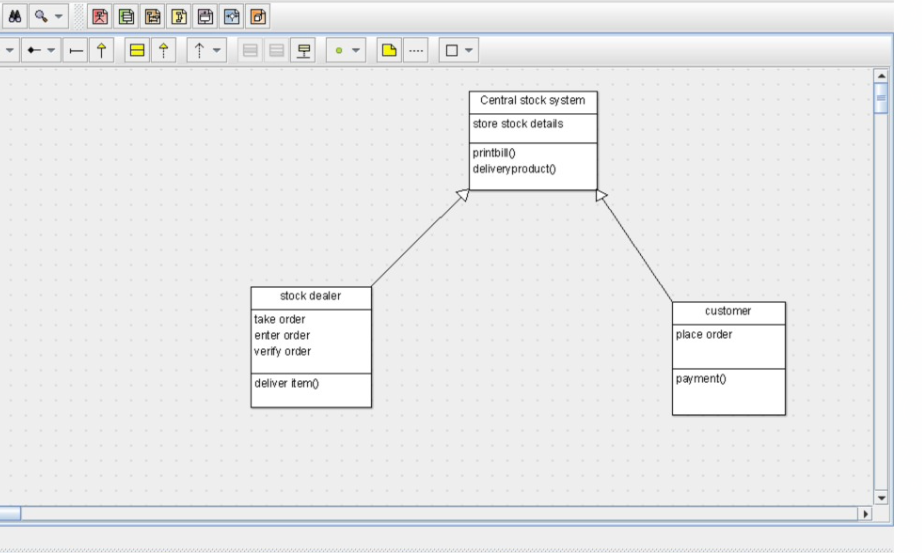 Central stock system
store stock details
printbill()
deliveryproduct()
stock dealer
take order
enter order
verify order
deliver item()
customer
place order
payment()